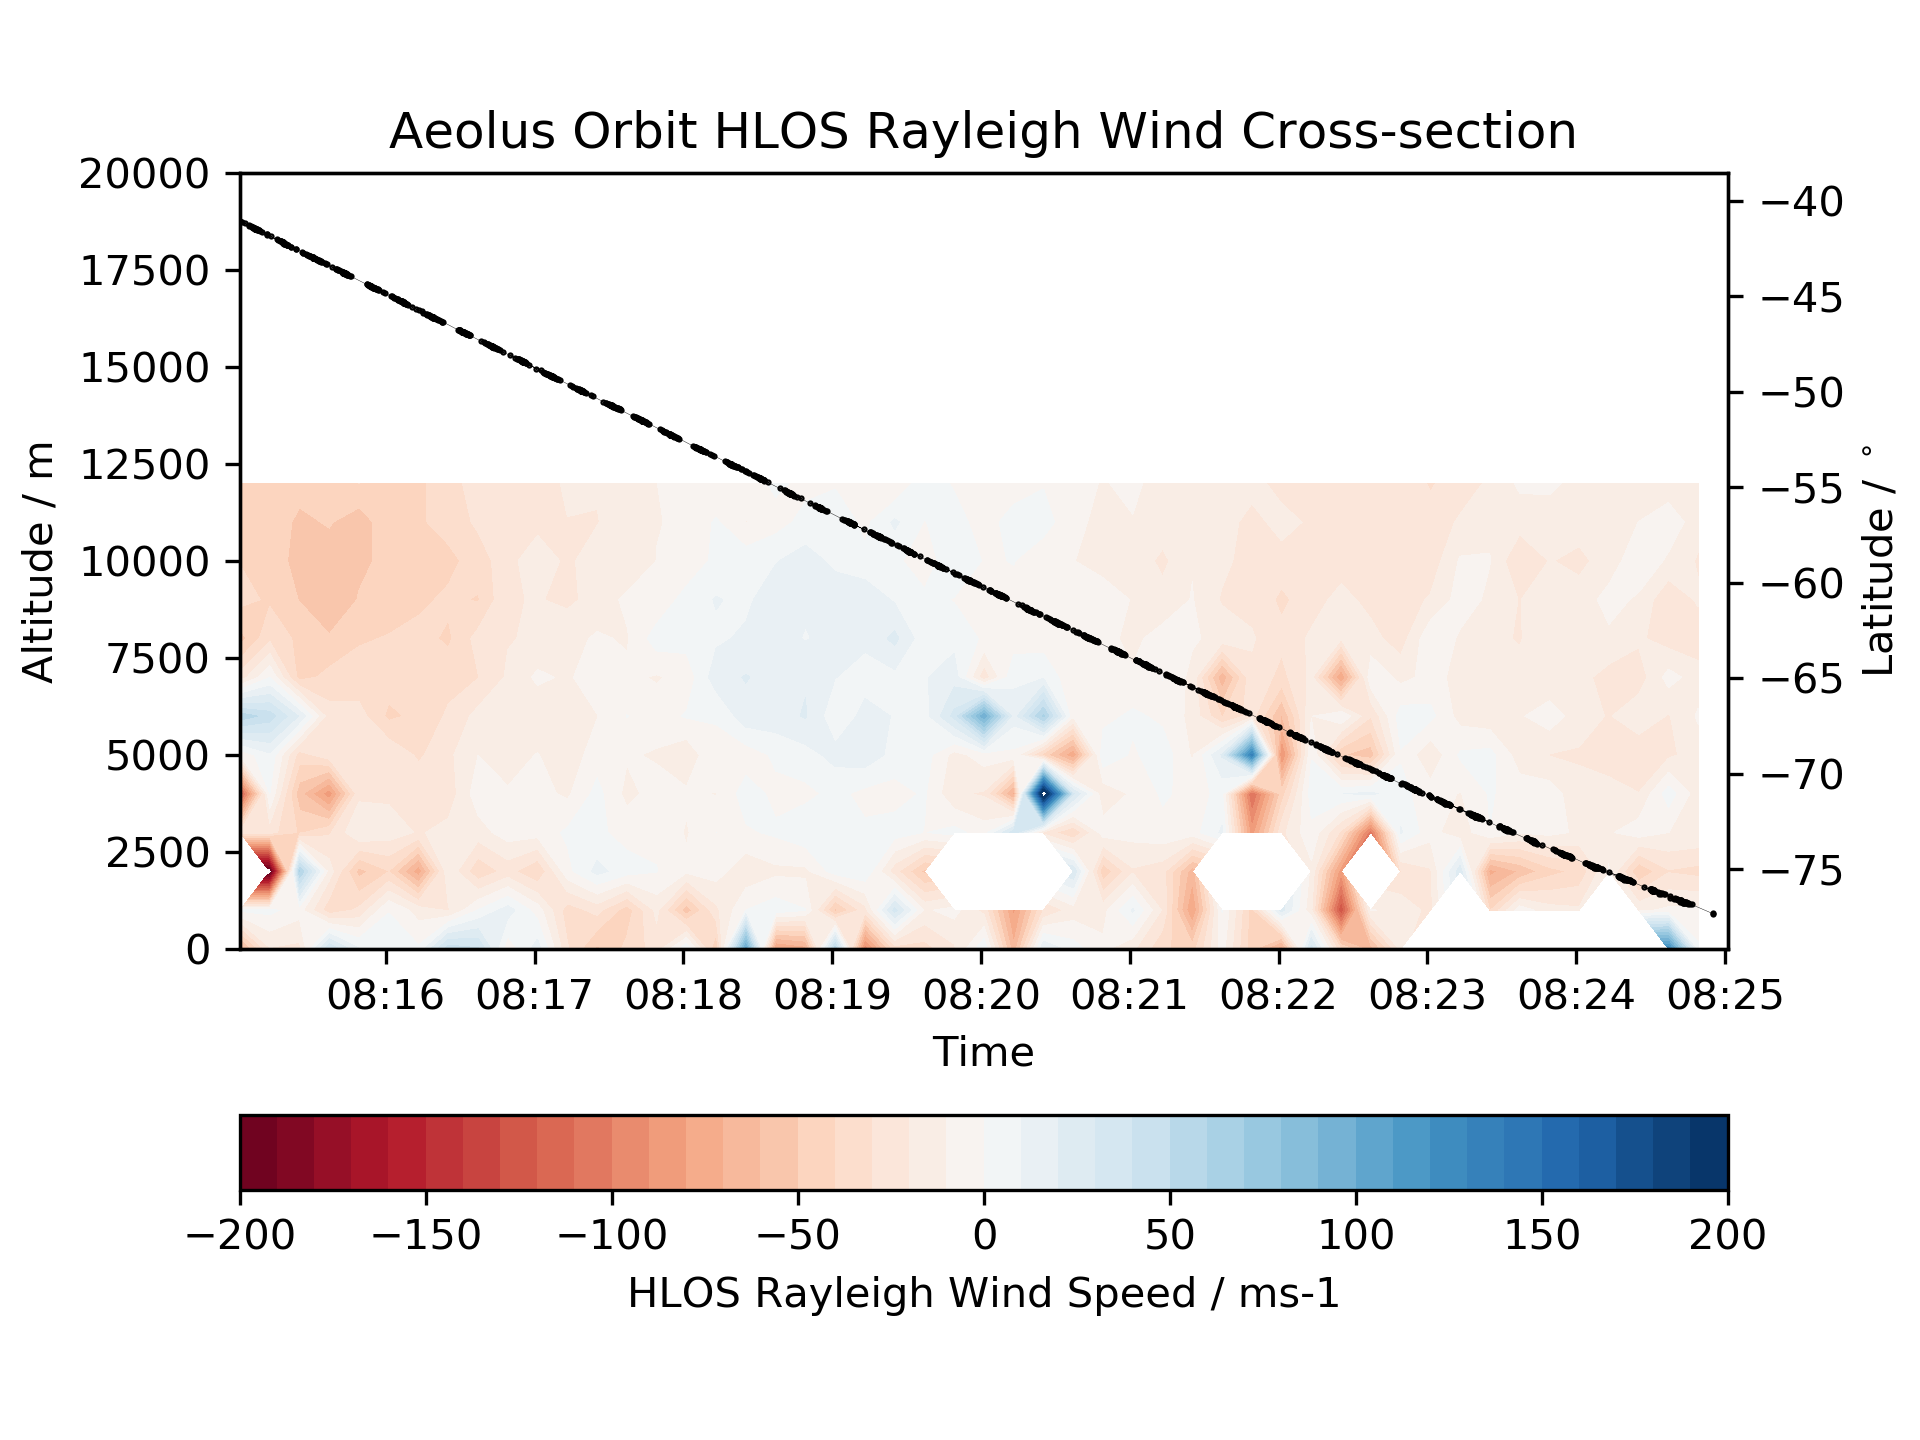 Aeolus Orbit HLOS Rayleigh Wind Cross-section
20000
17500
15000
12500
10000
7500
5000
2500
0
Altitude / m
−40
−45
−50
−55
−60
−65
−70
−75
Latitude / °
08:16 08:17 08:18 08:19 08:20 08:21 08:22 08:23 08:24 08:25
Time
−200 −150 −100 −50 0 50 100 150 200
HLOS Rayleigh Wind Speed / ms-1